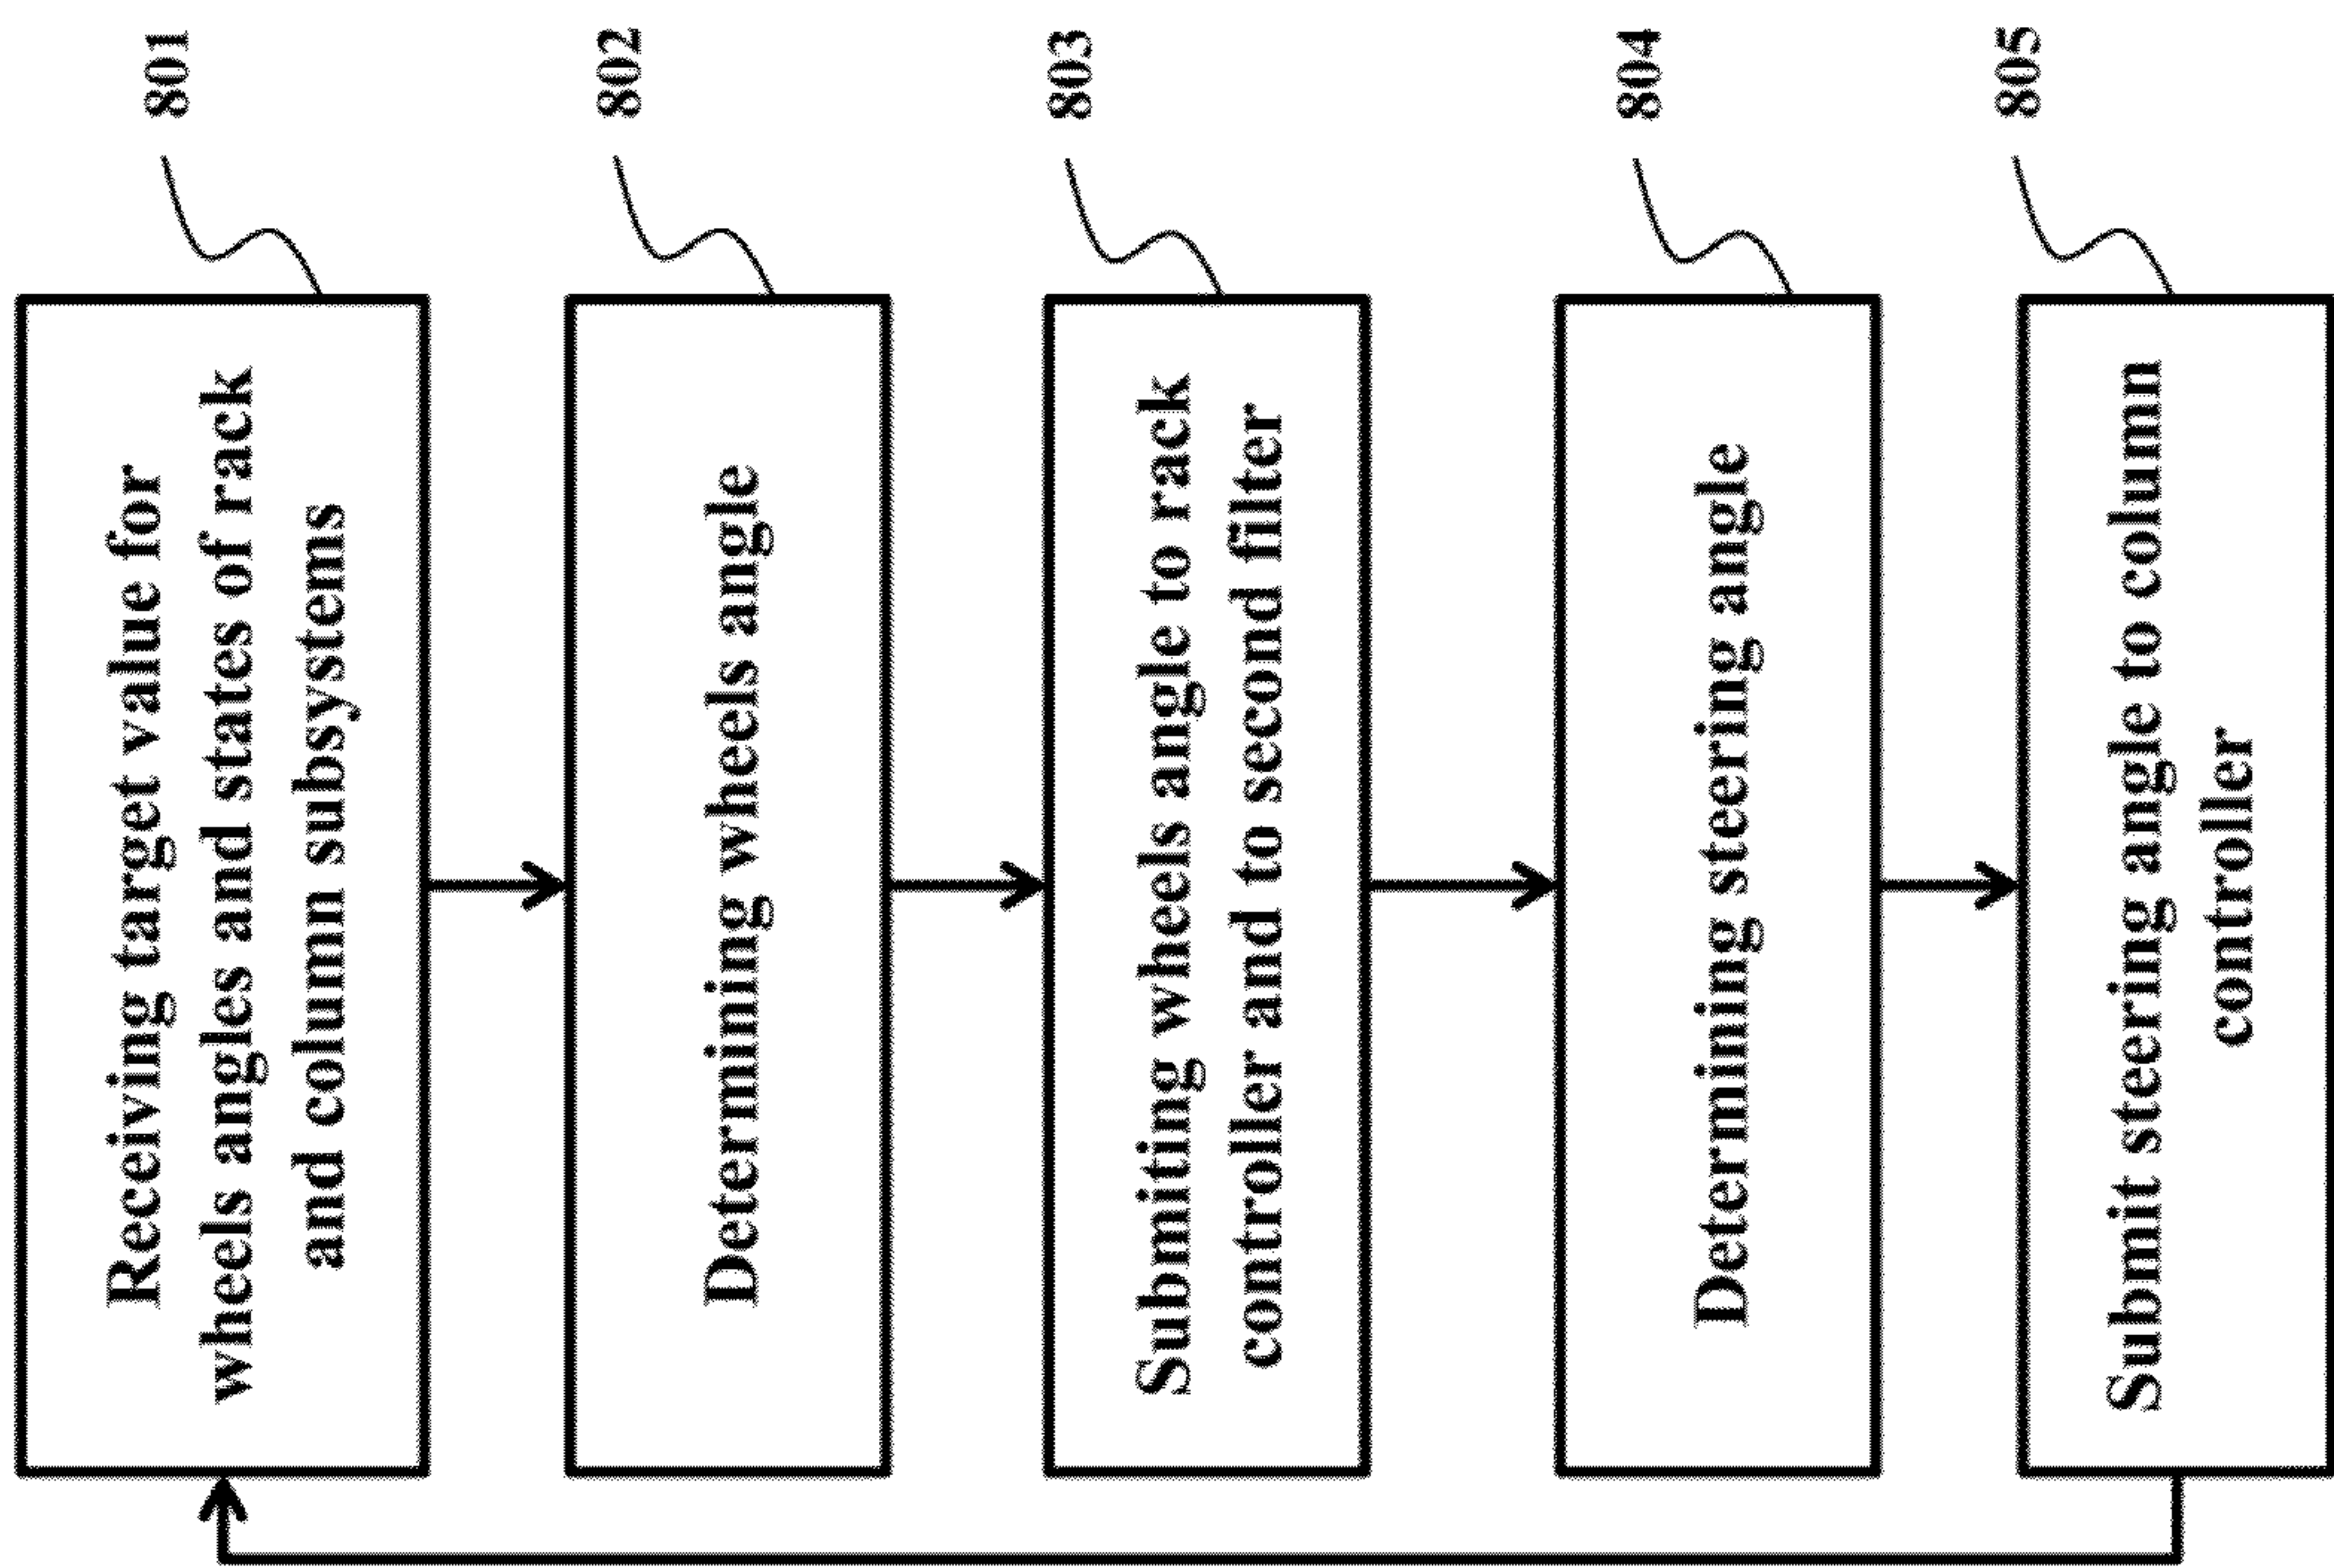 801
Receiving target value for
wheels angles and states of rack
and column subsystems
802
Determining wheels angle
803
Submiting wheels angle to rack
controller and to second filter
804
Determining steering angle
805
Submit steering angle to column
controller